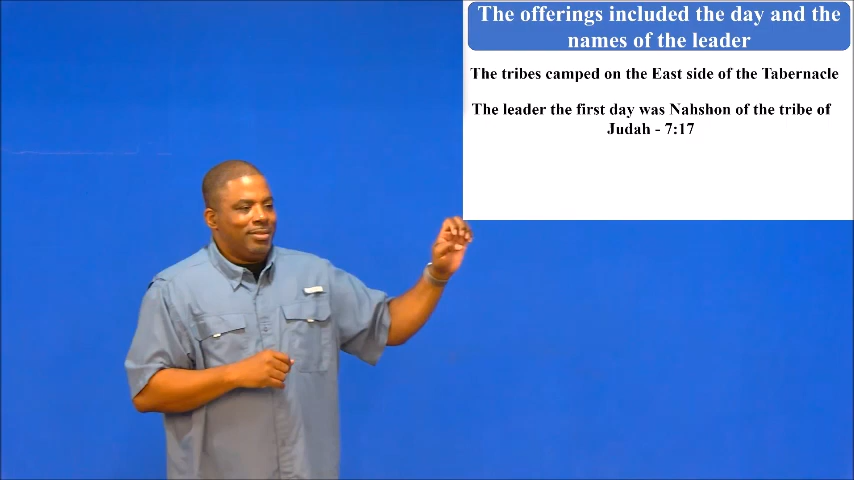 The offerings included the day and the
names of the leader
The tribes camped on the East side of the Tabernacle
The leader the first day was Nahshon of the tribe of
Judah - 7:17